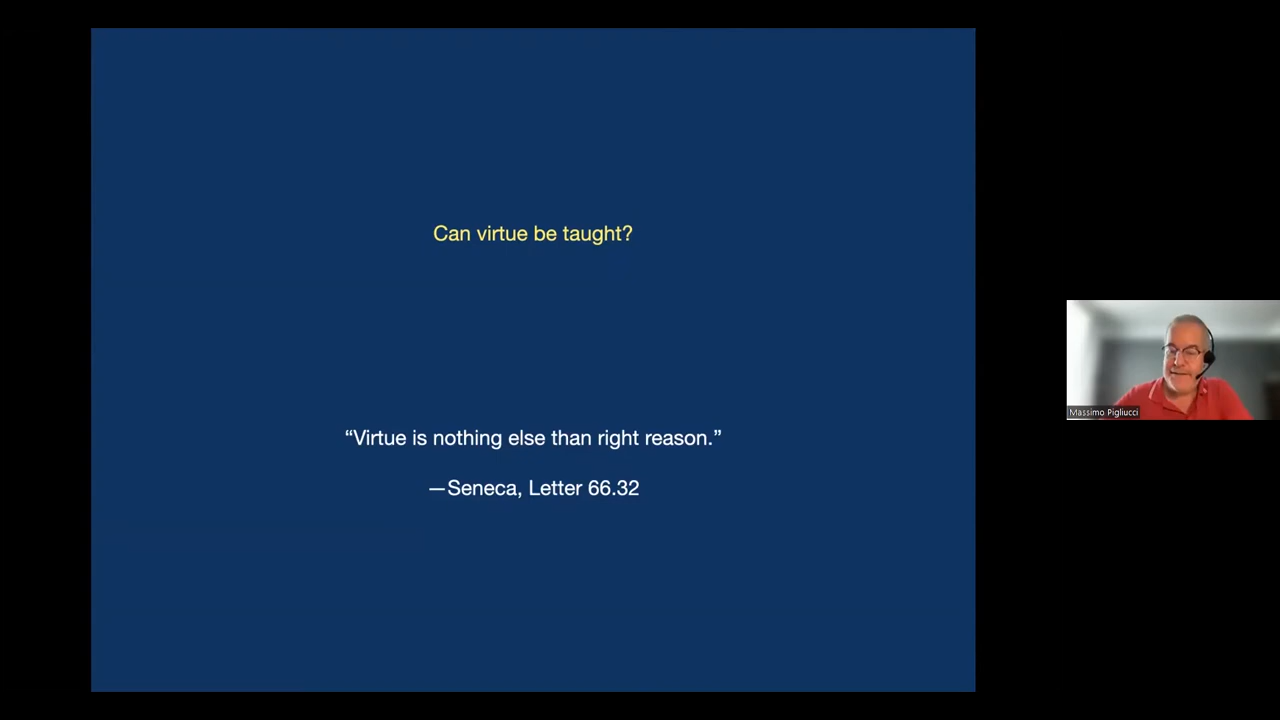 Can virtue be taught?
“Virtue is nothing else than right reason.”
—Seneca, Letter 66.32
Massimo Pigliucci